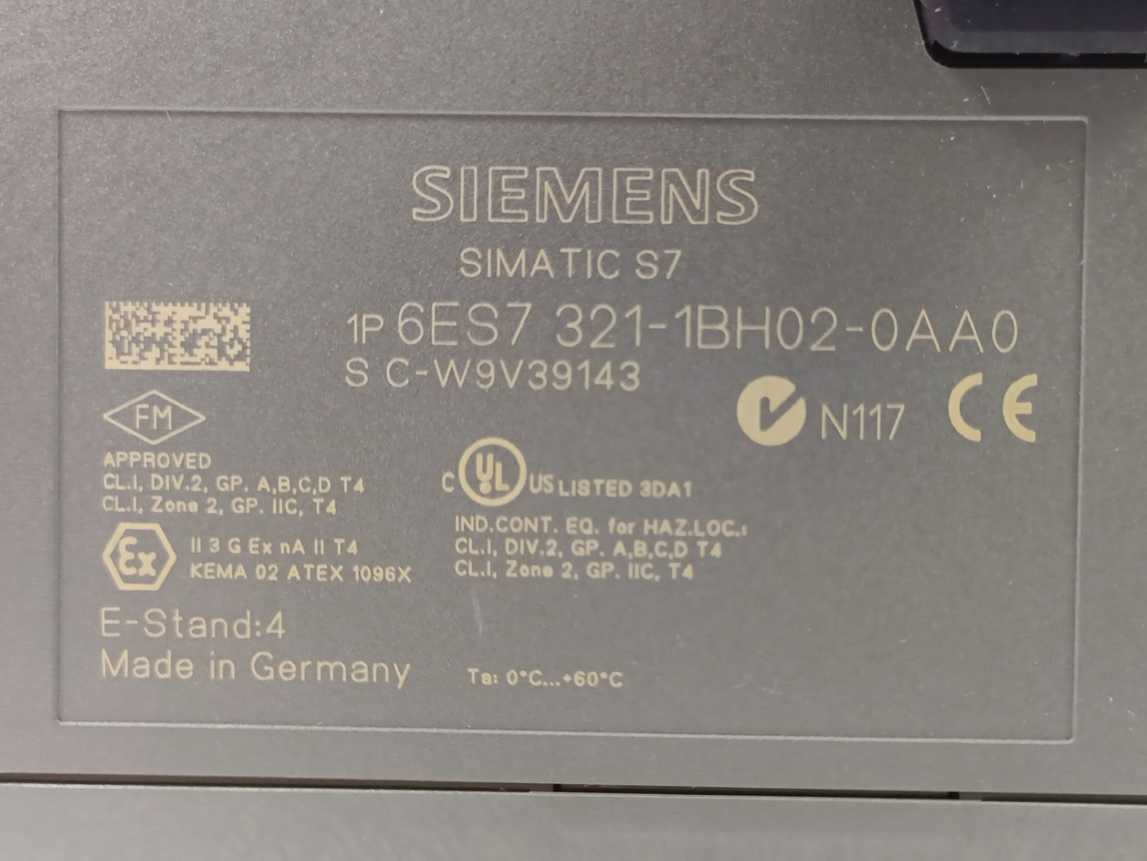 SIEMENS
SIMATIC S7
1P 6ES7 321-1BH02-0AA0
S C-W9V39143
N117 CE
FM
APPROVED
CL.I, DIV.2, GP. A,B,C,D T4
CL.I, Zone 2, GP. IIC, T4
C UL US LISTED 3DA1
IND.CONT. EQ. for HAZ.LOC.:
CL.I, DIV.2, GP. A,B,C,D T4
CL.I, Zone 2, GP. IIC, T4
Ex II 3 G Ex nA II T4
KEMA 02 ATEX 1096X
E-Stand:4
Made in Germany
Ta: 0°C...+60°C